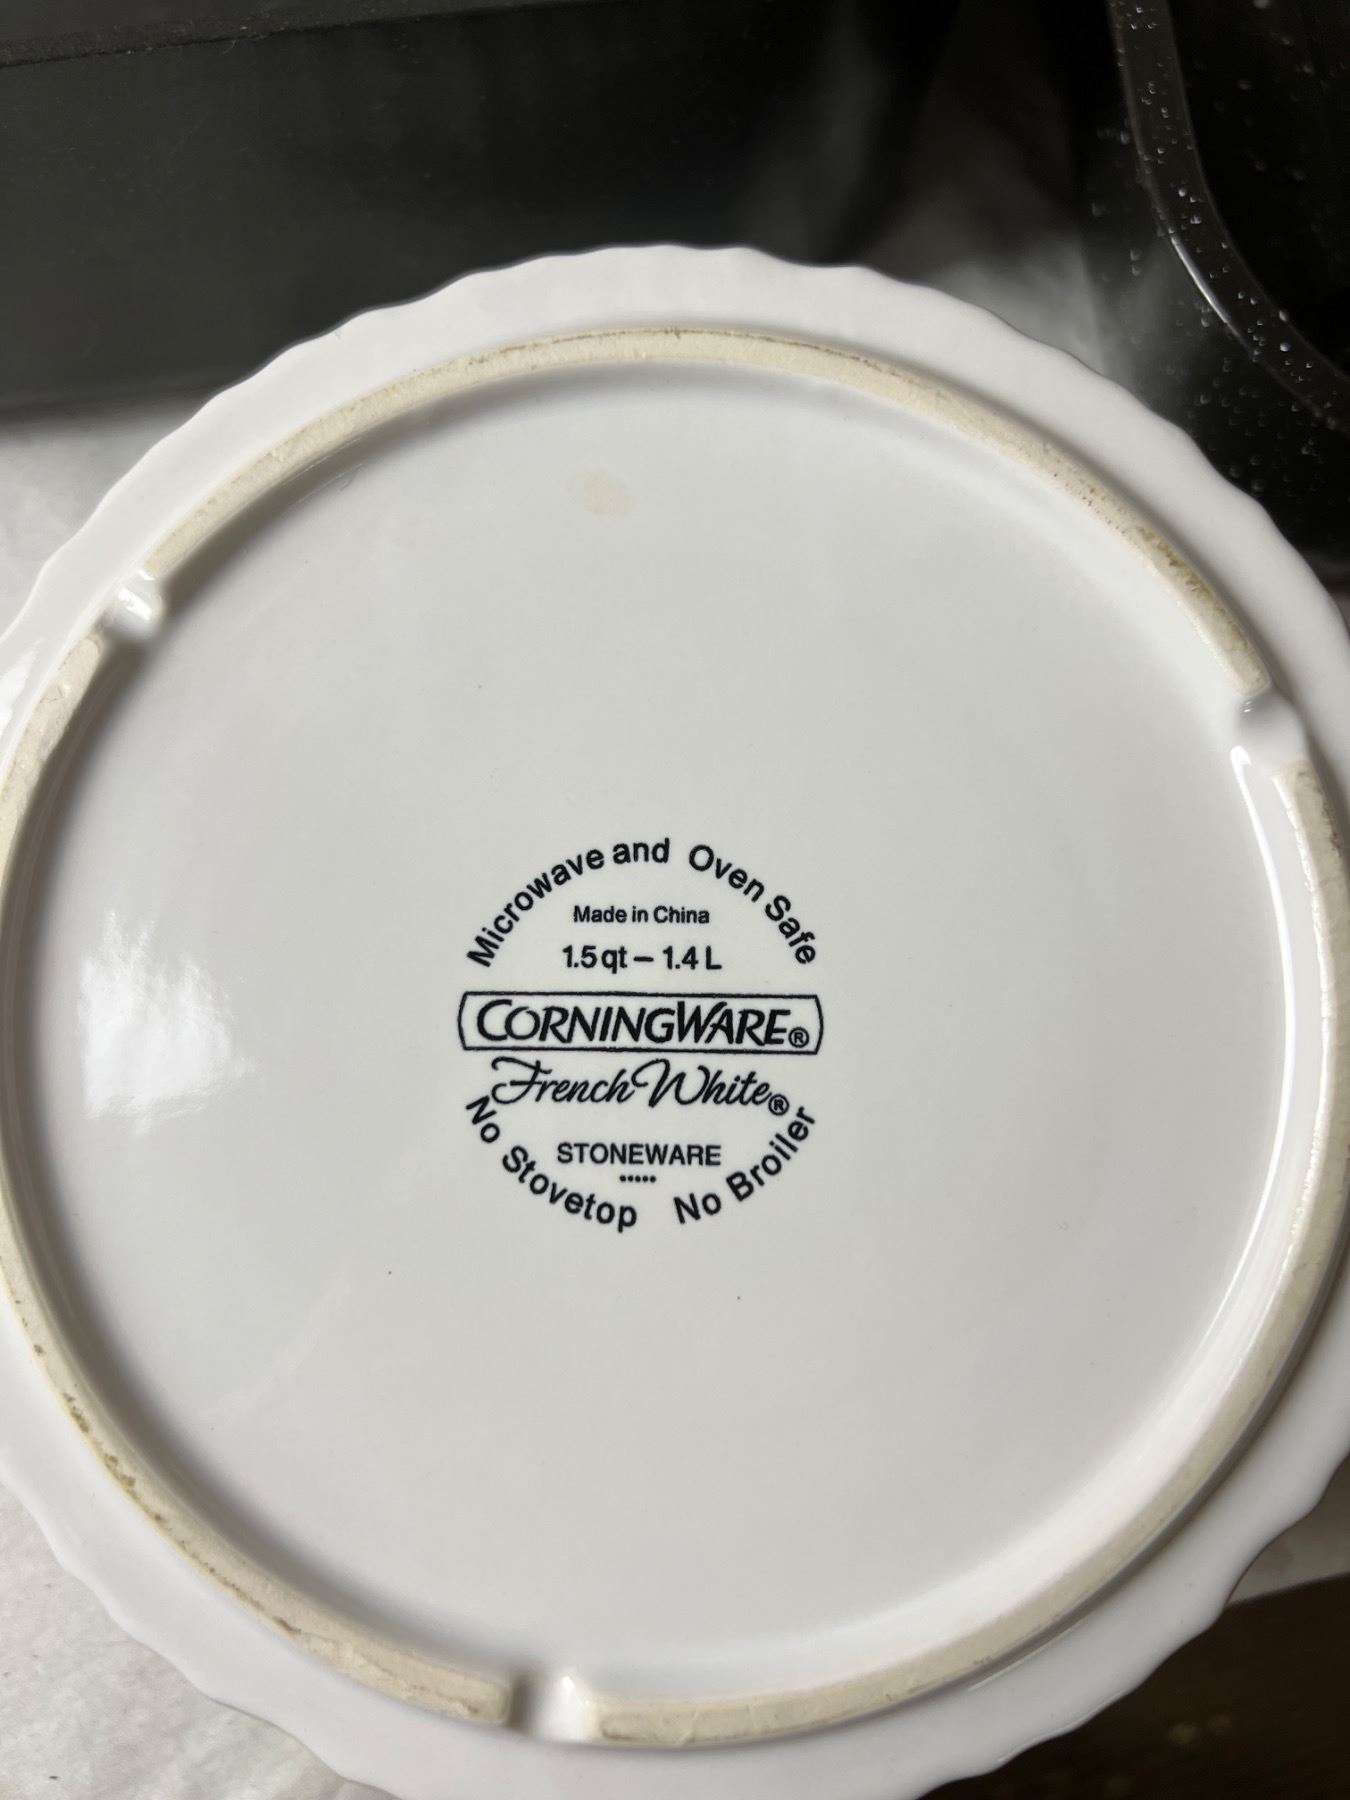 Microwave and Oven Safe
Made in China
1.5 qt – 1.4 L
CORNINGWARE®
French White®
STONEWARE
No Stovetop No Broiler